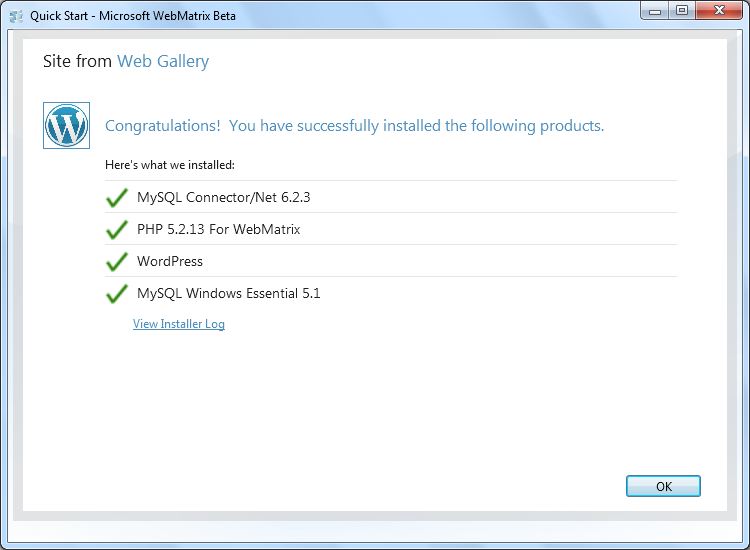 Quick Start - Microsoft WebMatrix Beta
Site from Web Gallery
Congratulations!  You have successfully installed the following products.
Here's what we installed:
MySQL Connector/Net 6.2.3
PHP 5.2.13 For WebMatrix
WordPress
MySQL Windows Essential 5.1
View Installer Log
OK